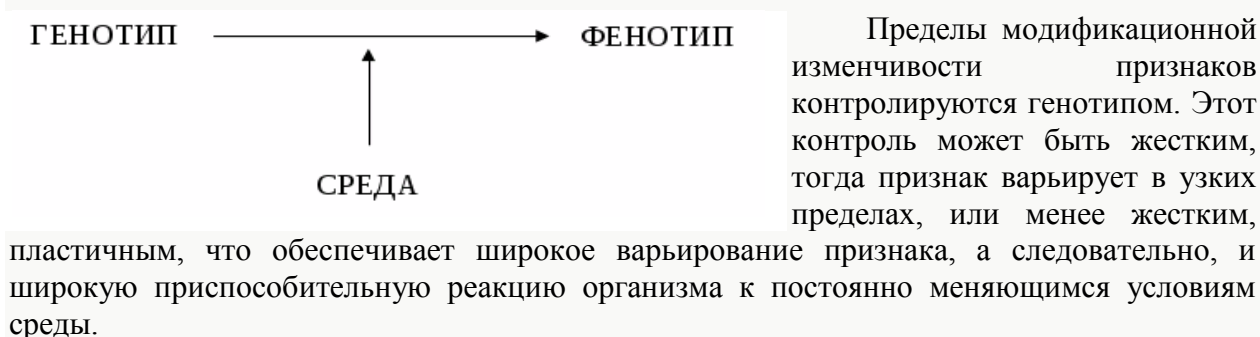 ГЕНОТИП ФЕНОТИП
СРЕДА
Пределы модификационной
изменчивости признаков
контролируются генотипом. Этот
контроль может быть жестким,
тогда признак варьирует в узких
пределах, или менее жестким,
пластичным, что обеспечивает широкое варьирование признака, а следовательно, и
широкую приспособительную реакцию организма к постоянно меняющимся условиям
среды.